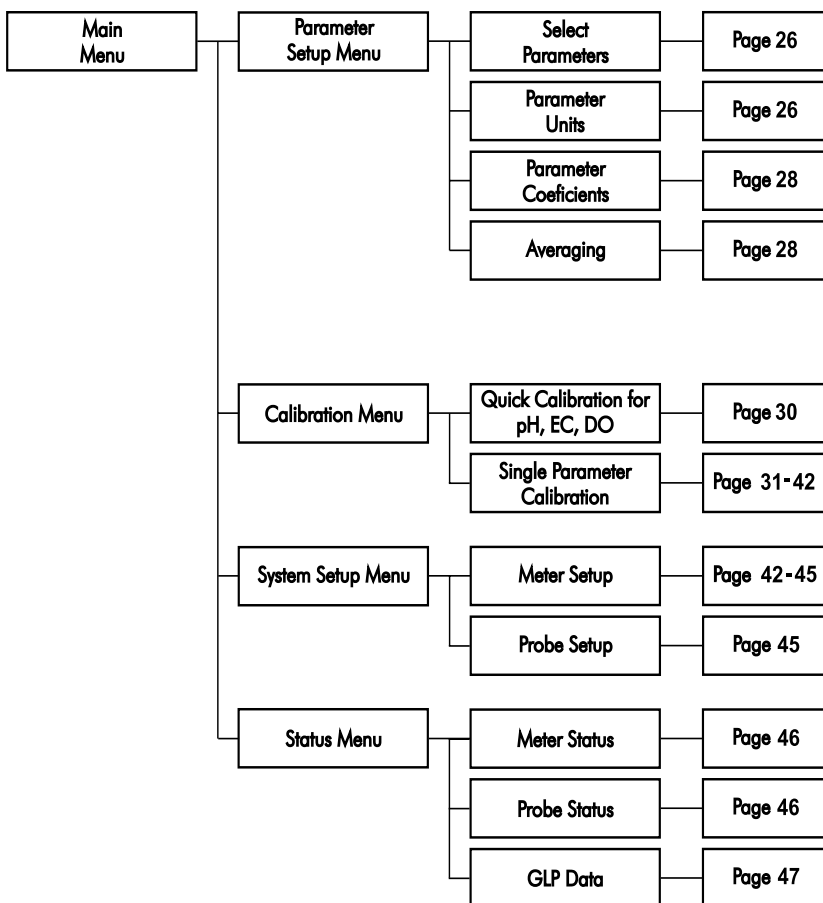 Main
Menu
Parameter
Setup Menu
Select
Parameters
Page 26
Parameter
Units
Page 26
Parameter
Coeficients
Page 28
Averaging
Page 28
Calibration Menu
Quick Calibration for
pH, EC, DO
Page 30
Single Parameter
Calibration
Page 31-42
System Setup Menu
Meter Setup
Page 42-45
Probe Setup
Page 45
Status Menu
Meter Status
Page 46
Probe Status
Page 46
GLP Data
Page 47